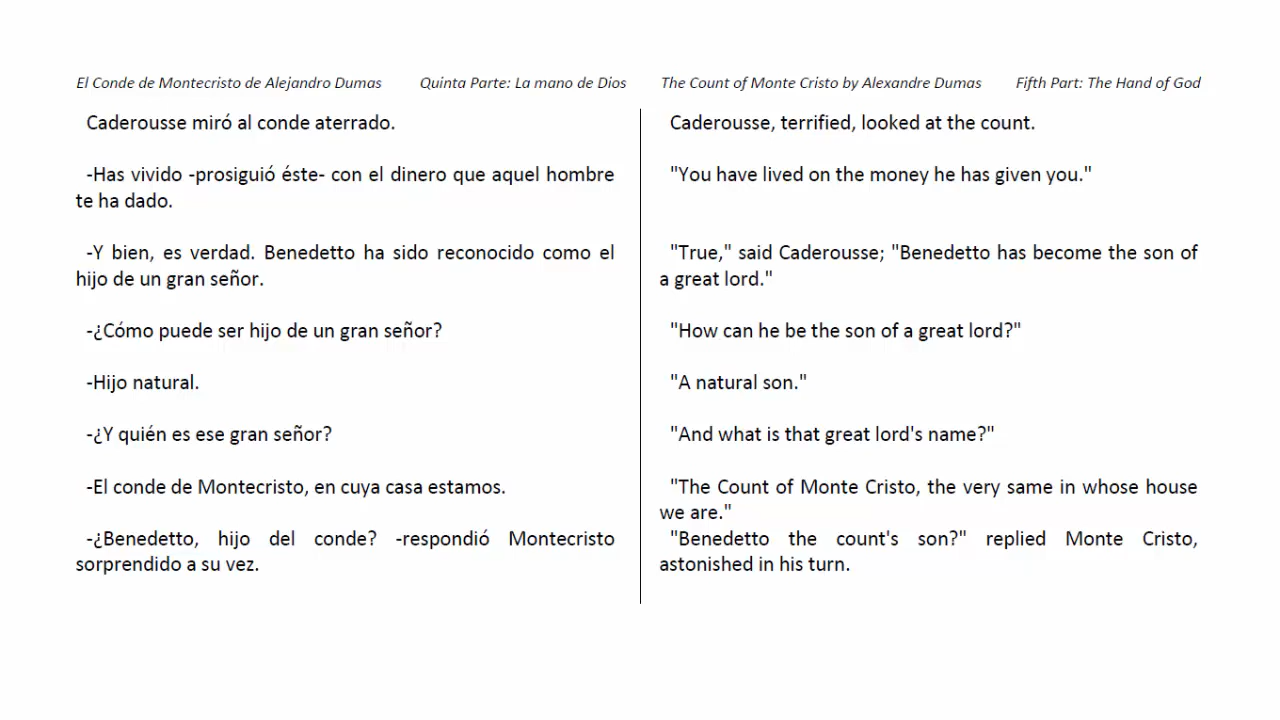 El Conde de Montecristo de Alejandro Dumas Quinta Parte: La mano de Dios
Caderousse miró al conde aterrado.
-Has vivido -prosiguió éste- con el dinero que aquel hombre
te ha dado.
-Y bien, es verdad. Benedetto ha sido reconocido como el
hijo de un gran señor.
-¿Cómo puede ser hijo de un gran señor?
-Hijo natural.
-¿Y quién es ese gran señor?
-El conde de Montecristo, en cuya casa estamos.
-¿Benedetto, hijo del conde? -respondió Montecristo
sorprendido a su vez.
The Count of Monte Cristo by Alexandre Dumas Fifth Part: The Hand of God
Caderousse, terrified, looked at the count.
"You have lived on the money he has given you."
"True," said Caderousse; "Benedetto has become the son of
a great lord."
"How can he be the son of a great lord?"
"A natural son."
"And what is that great lord's name?"
"The Count of Monte Cristo, the very same in whose house
we are."
"Benedetto the count's son?" replied Monte Cristo,
astonished in his turn.